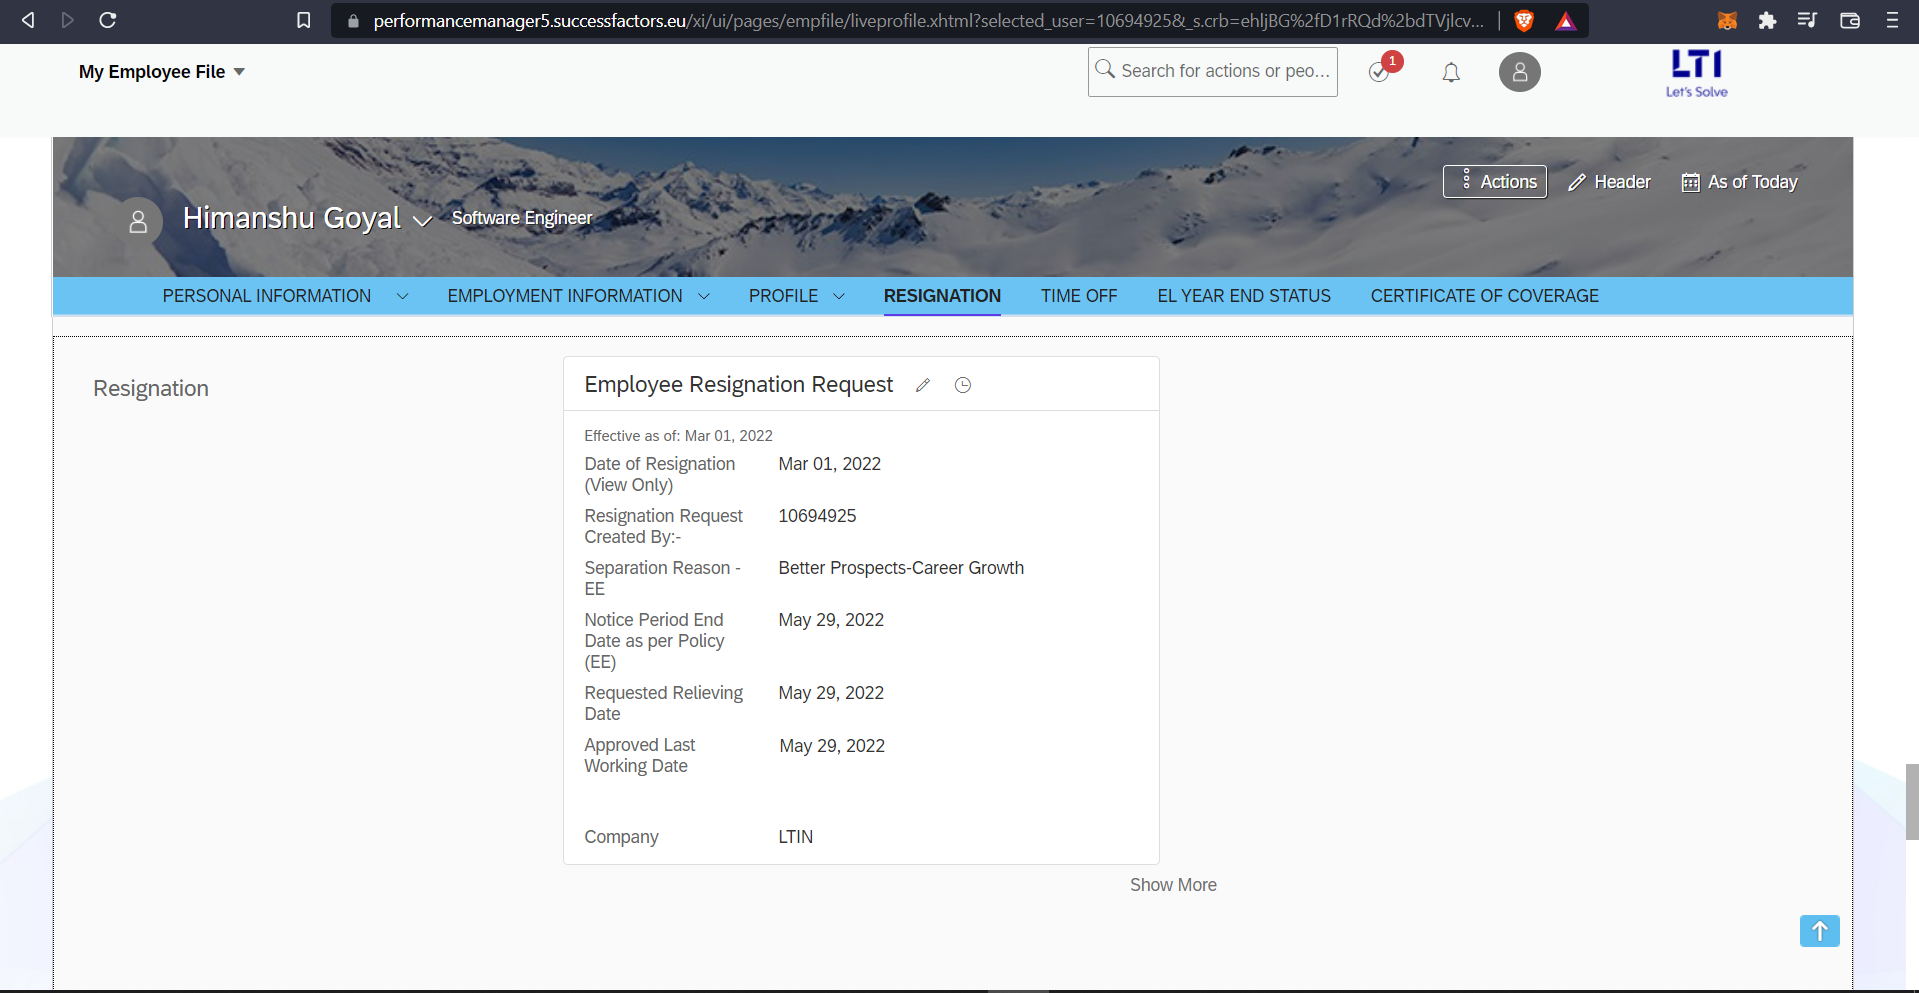 performancemanager5.successfactors.eu/xi/ui/pages/empfile/liveprofile.xhtml?selected_user=10694925&_s.crb=ehIjBG%2fD1rRQd%2bdTVjlcv...
My Employee File
Search for actions or peo...
1
LTI
Let's Solve
Actions
Header
As of Today
Himanshu Goyal
Software Engineer
PERSONAL INFORMATION
EMPLOYMENT INFORMATION
PROFILE
RESIGNATION
TIME OFF
EL YEAR END STATUS
CERTIFICATE OF COVERAGE
Resignation
Employee Resignation Request
Effective as of: Mar 01, 2022
Date of Resignation Mar 01, 2022
(View Only)
Resignation Request 10694925
Created By:-
Separation Reason - Better Prospects-Career Growth
EE
Notice Period End May 29, 2022
Date as per Policy
(EE)
Requested Relieving May 29, 2022
Date
Approved Last May 29, 2022
Working Date
Company LTIN
Show More